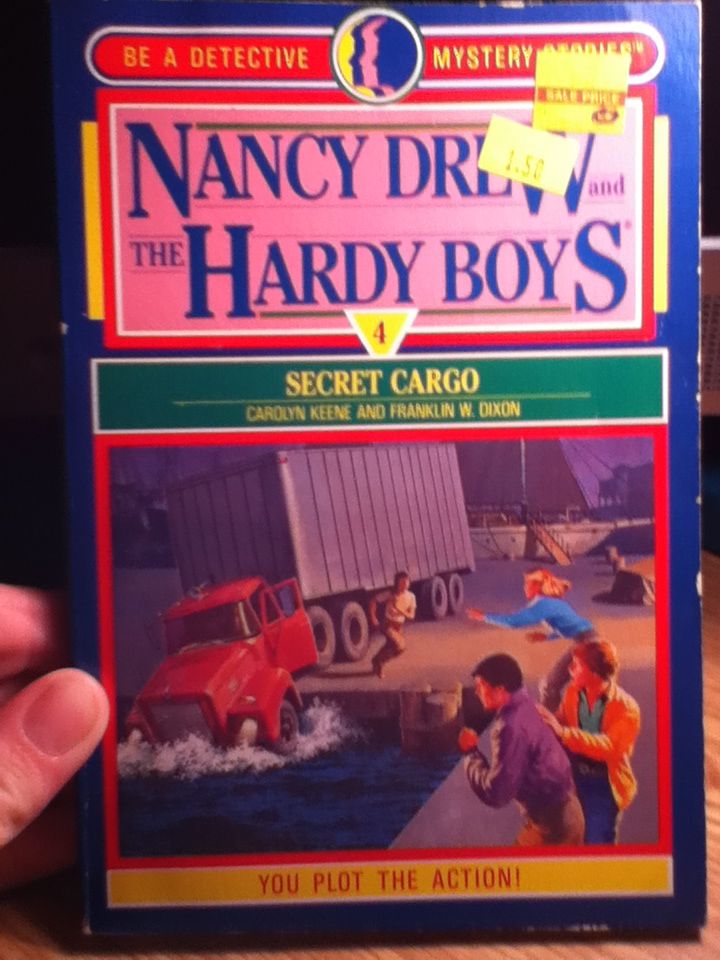 BE A DETECTIVE MYSTERY STORIES™
SALE PRICE
1.50
NANCY DREW and
THE HARDY BOYS®
4
SECRET CARGO
CAROLYN KEENE AND FRANKLIN W. DIXON
YOU PLOT THE ACTION!